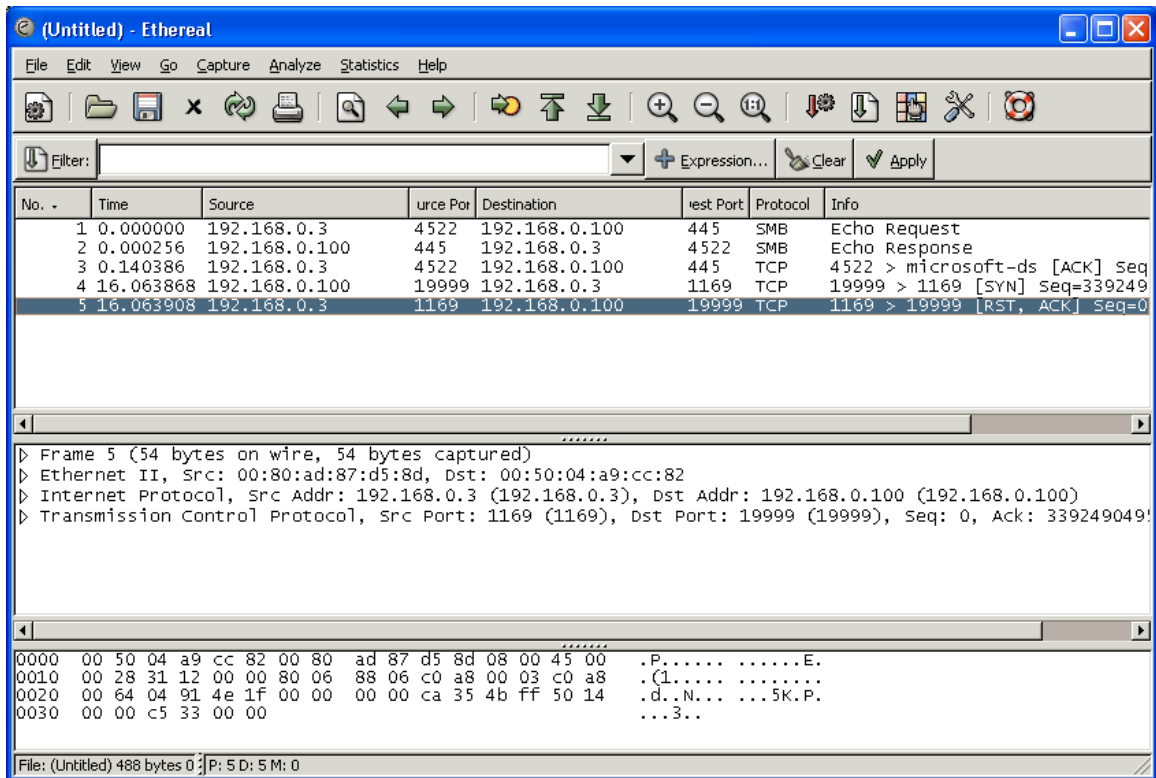 (Untitled) - Ethereal
File Edit View Go Capture Analyze Statistics Help
Filter: Expression... Clear Apply
No. Time Source urce Por Destination est Port Protocol Info
1 0.000000 192.168.0.3 4522 192.168.0.100 445 SMB Echo Request
2 0.000256 192.168.0.100 445 192.168.0.3 4522 SMB Echo Response
3 0.140386 192.168.0.3 4522 192.168.0.100 445 TCP 4522 > microsoft-ds [ACK] Seq
4 16.063868 192.168.0.100 19999 192.168.0.3 1169 TCP 19999 > 1169 [SYN] Seq=339249
5 16.063908 192.168.0.3 1169 192.168.0.100 19999 TCP 1169 > 19999 [RST, ACK] Seq=0
Frame 5 (54 bytes on wire, 54 bytes captured)
Ethernet II, Src: 00:80:ad:87:d5:8d, Dst: 00:50:04:a9:cc:82
Internet Protocol, Src Addr: 192.168.0.3 (192.168.0.3), Dst Addr: 192.168.0.100 (192.168.0.100)
Transmission Control Protocol, Src Port: 1169 (1169), Dst Port: 19999 (19999), Seq: 0, Ack: 339249049
0000 00 50 04 a9 cc 82 00 80 ad 87 d5 8d 08 00 45 00 .P...... ......E.
0010 00 28 31 12 00 00 80 06 88 06 c0 a8 00 03 c0 a8 .(1..... ........
0020 00 64 04 91 4e 1f 00 00 00 00 ca 35 4b ff 50 14 .d..N... ...5K.P.
0030 00 00 c5 33 00 00 ...3..
File: (Untitled) 488 bytes 0 P: 5 D: 5 M: 0